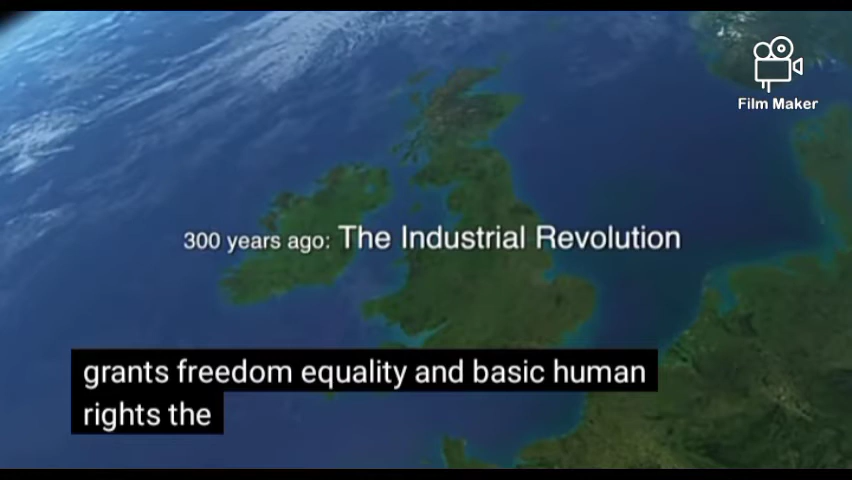 Film Maker
300 years ago: The Industrial Revolution
grants freedom equality and basic human
rights the